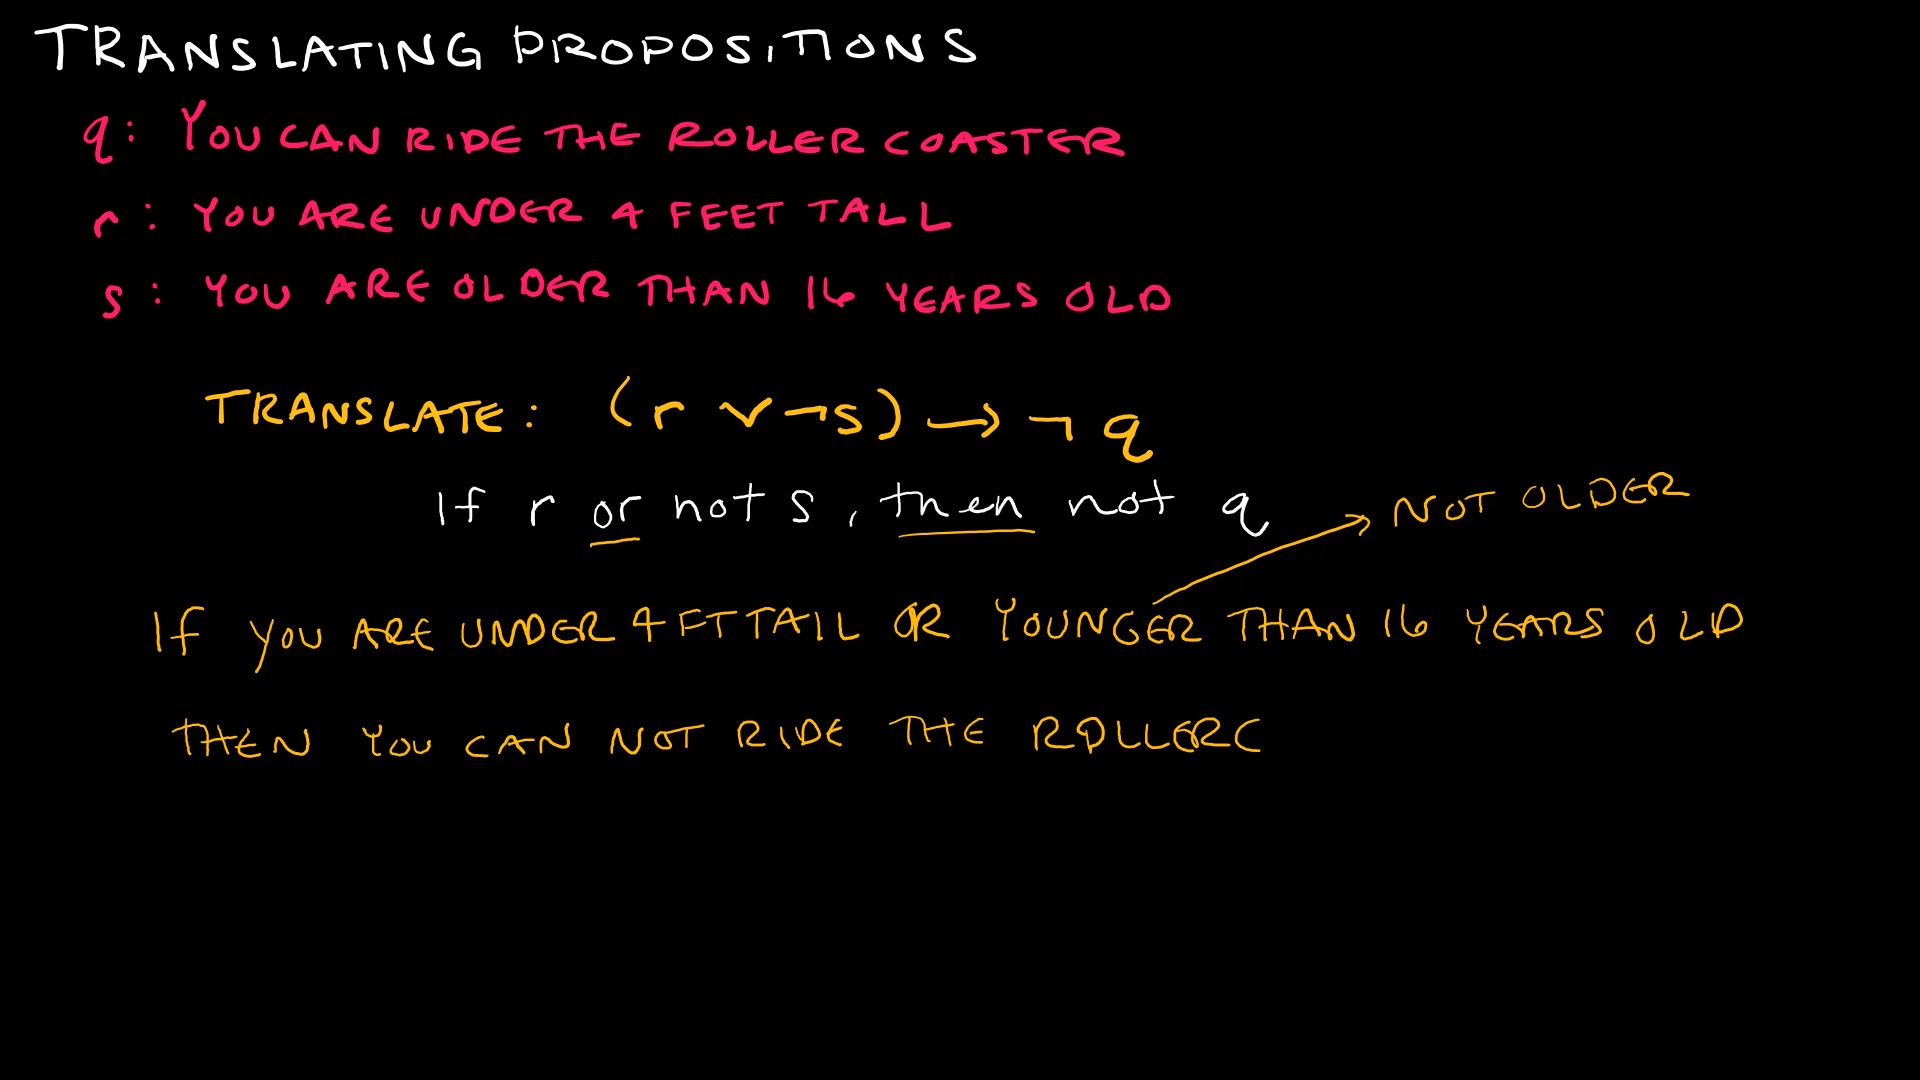 TRANSLATING PROPOSITIONS
q: YOU CAN RIDE THE ROLLER COASTER
r: YOU ARE UNDER 4 FEET TALL
s: YOU ARE OLDER THAN 16 YEARS OLD
TRANSLATE: (r ∨ ¬s) → ¬q
If r or not s, then not q
NOT OLDER
If YOU ARE UNDER 4 FT TALL OR YOUNGER THAN 16 YEARS OLD
THEN YOU CAN NOT RIDE THE ROLLERC